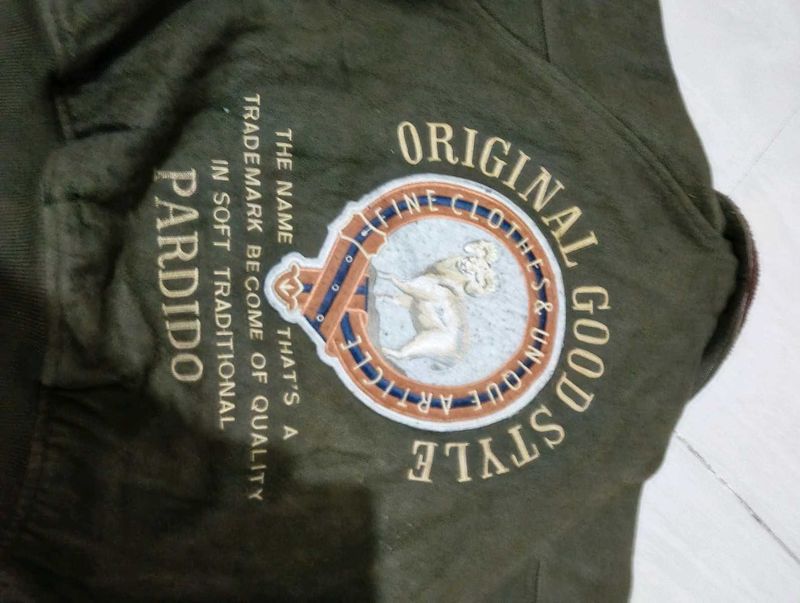 ORIGINAL GOOD STYLE
FINE CLOTHES & UNIQUE ARTICLE
THE NAME THAT'S A
TRADEMARK BECOME OF QUALITY
IN SOFT TRADITIONAL
PARDIDO